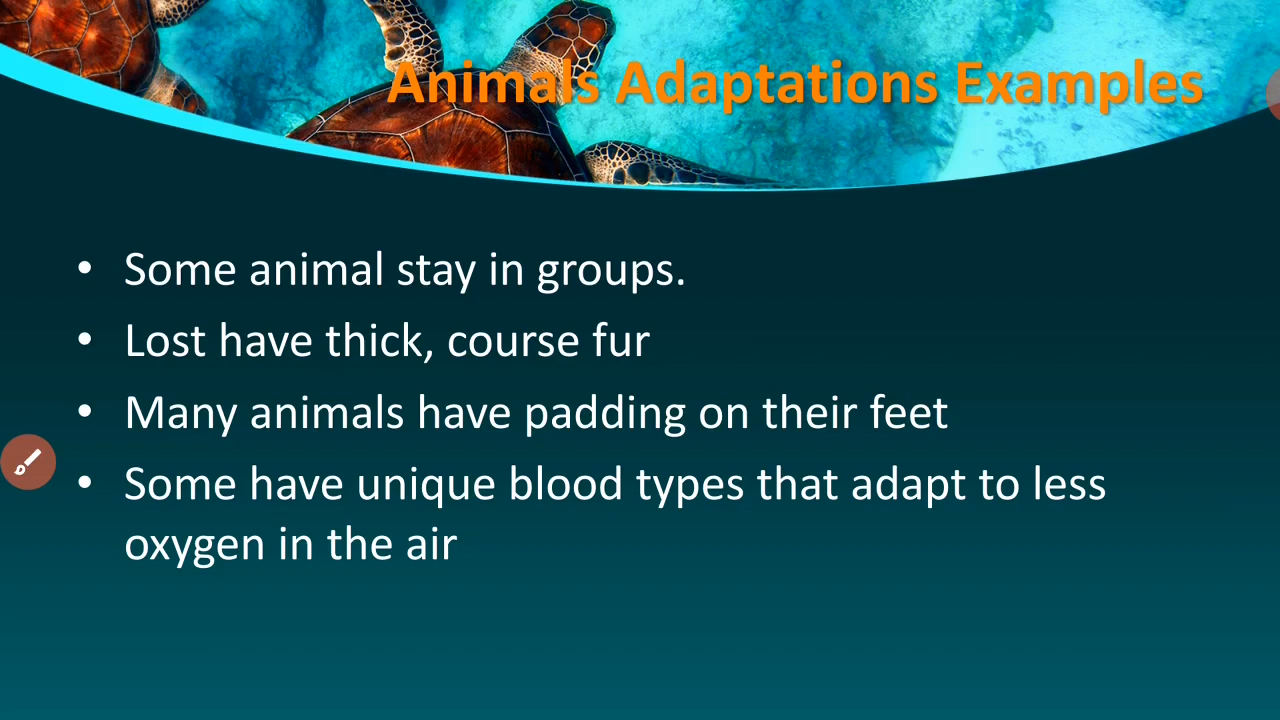 Animals Adaptations Examples
• Some animal stay in groups.
• Lost have thick, course fur
• Many animals have padding on their feet
• Some have unique blood types that adapt to less
oxygen in the air